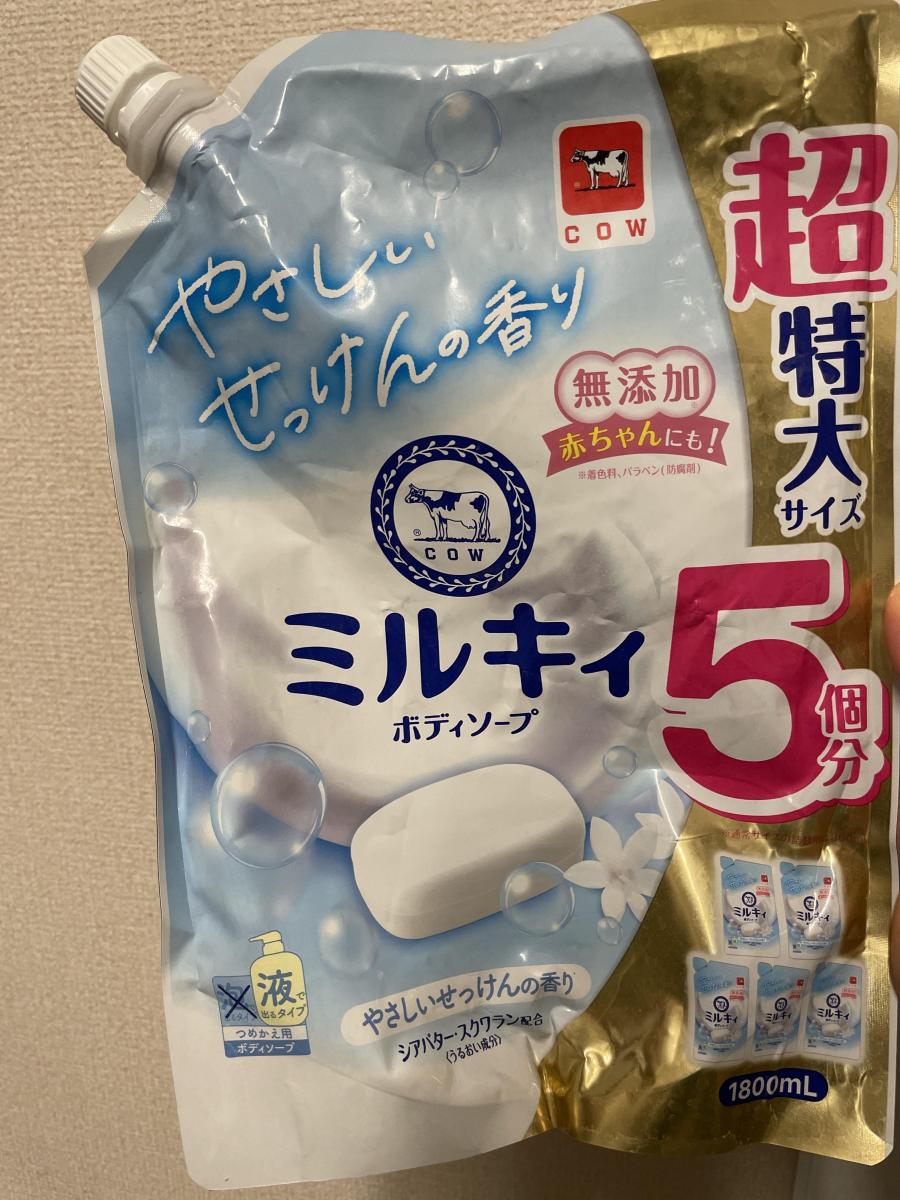 COW
やさしい
せっけんの香り
超
特大
サイズ
無添加※
赤ちゃんにも!
※着色料、パラベン(防腐剤)
COW
ミルキィ
ボディソープ
5個分
液で
出るタイプ
つめかえ用
ボディソープ
やさしいせっけんの香り
シアバター・スクワラン配合
(うるおい成分)
ミルキィ
ミルキィ
ミルキィ
ミルキィ
ミルキィ
1800mL